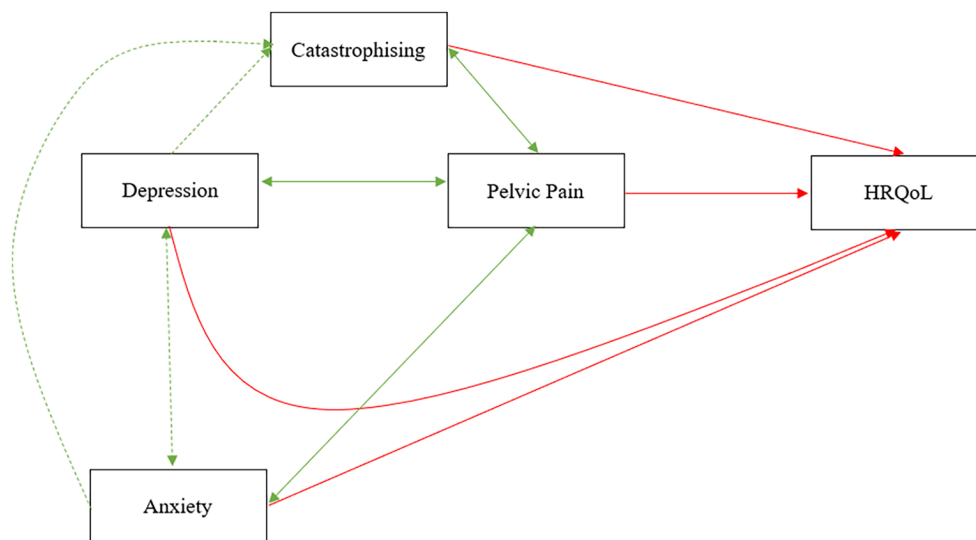 Catastrophising
Depression
Pelvic Pain
HRQoL
Anxiety